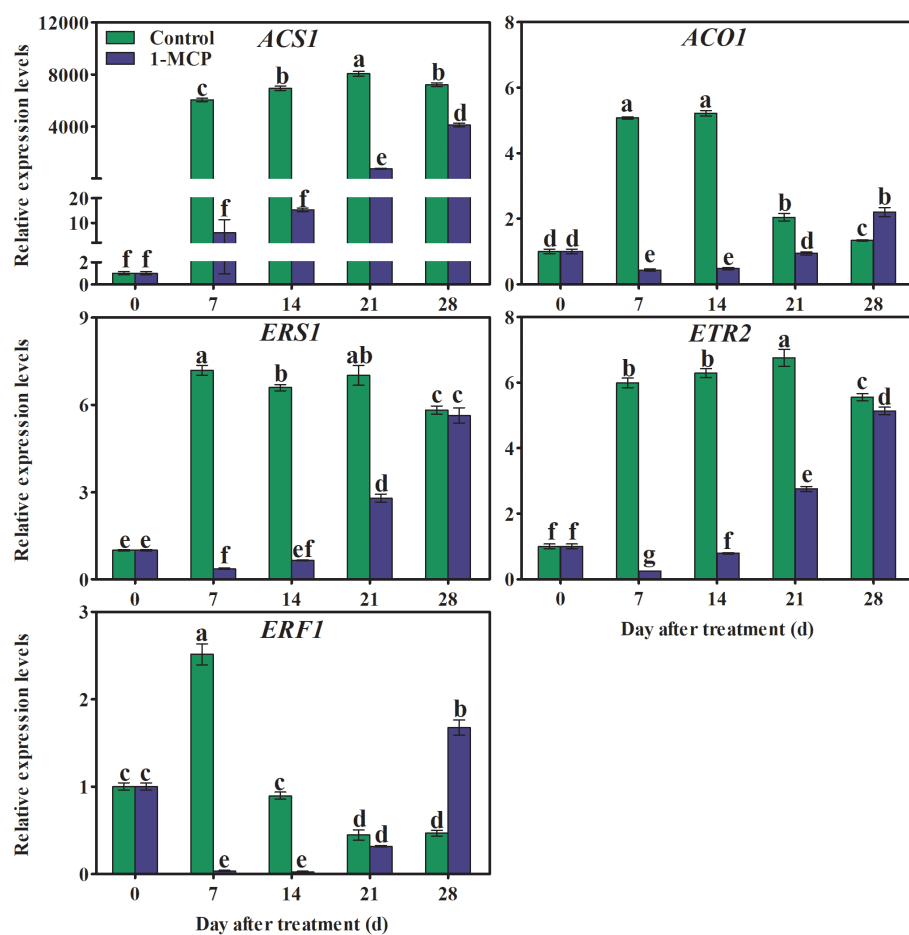 Control
1-MCP
ACS1
Relative expression levels
12000
8000
4000
20
10
2
0
c
b
a
b
d
e
f
f
f f
0 7 14 21 28
ACO1
8
6
4
2
0
d d
a
e
a
e
b
d
c
b
0 7 14 21 28
ERS1
Relative expression levels
9
6
3
0
e e
a
f
b
ef
ab
d
c c
0 7 14 21 28
ETR2
8
6
4
2
0
f f
b
g
b
f
a
e
c
d
0 7 14 21 28
Day after treatment (d)
ERF1
Relative expression levels
3
2
1
0
c c
a
e
c
e
d
d
d
b
0 7 14 21 28
Day after treatment (d)